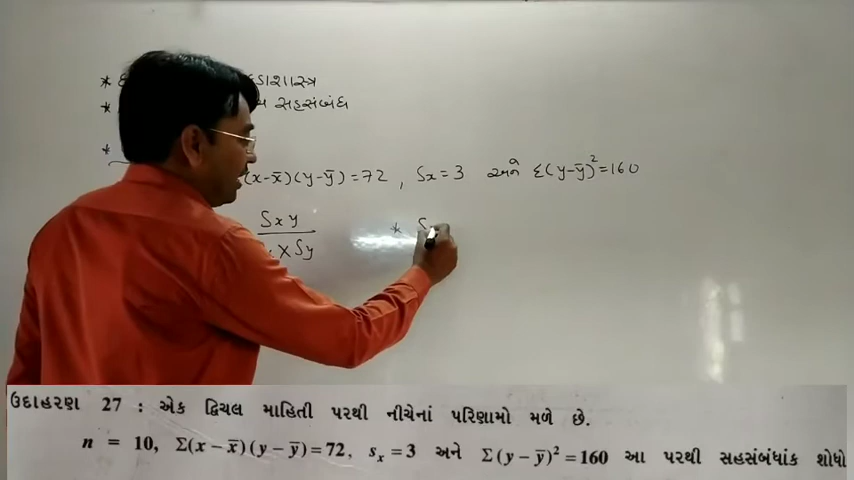 * ડાશાસ્ત્ર
* સહસંબંધ
*
(x-x̄)(y-ȳ)=72, Sx=3 અને Σ(y-ȳ)²=160
Sxy
X Sy
* S
ઉદાહરણ 27 : એક દ્વિચલ માહિતી પરથી નીચેનાં પરિણામો મળે છે.
n = 10, Σ(x – x̄)(y – ȳ)=72, sx =3 અને Σ(y – ȳ)² =160 આ પરથી સહસંબંધાંક શોધો